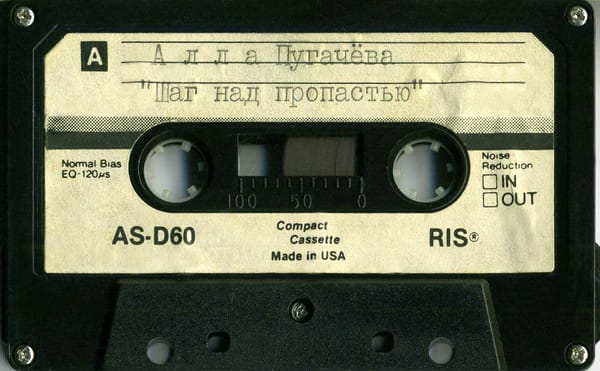 A
Алла Пугачёва
"Шаг над пропастью"
Normal Bias
EQ-120µs
Noise
Reduction
IN
OUT
100 50 0
AS-D60
Compact
Cassette
Made in USA
RIS®